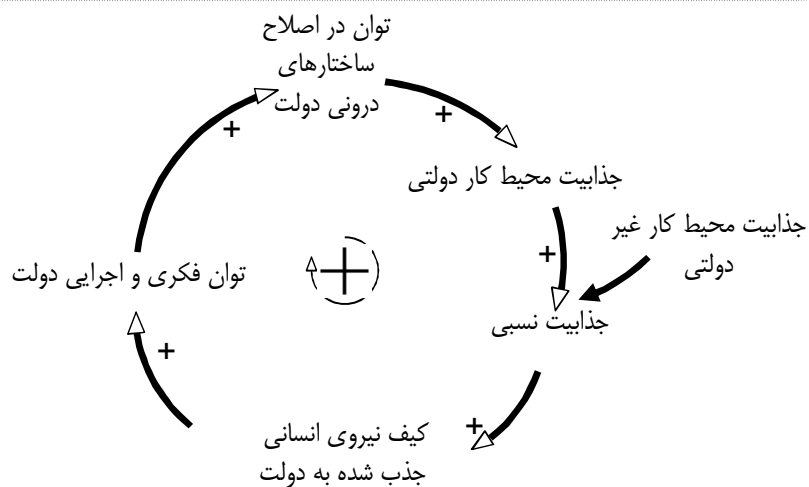 توان در اصلاح
ساختارهای
درونی دولت
+
+
جذابیت محیط کار دولتی
جذابیت محیط کار غیر
دولتی
+
توان فکری و اجرایی دولت
+
جذابیت نسبی
+
کیف نیروی انسانی
جذب شده به دولت
+